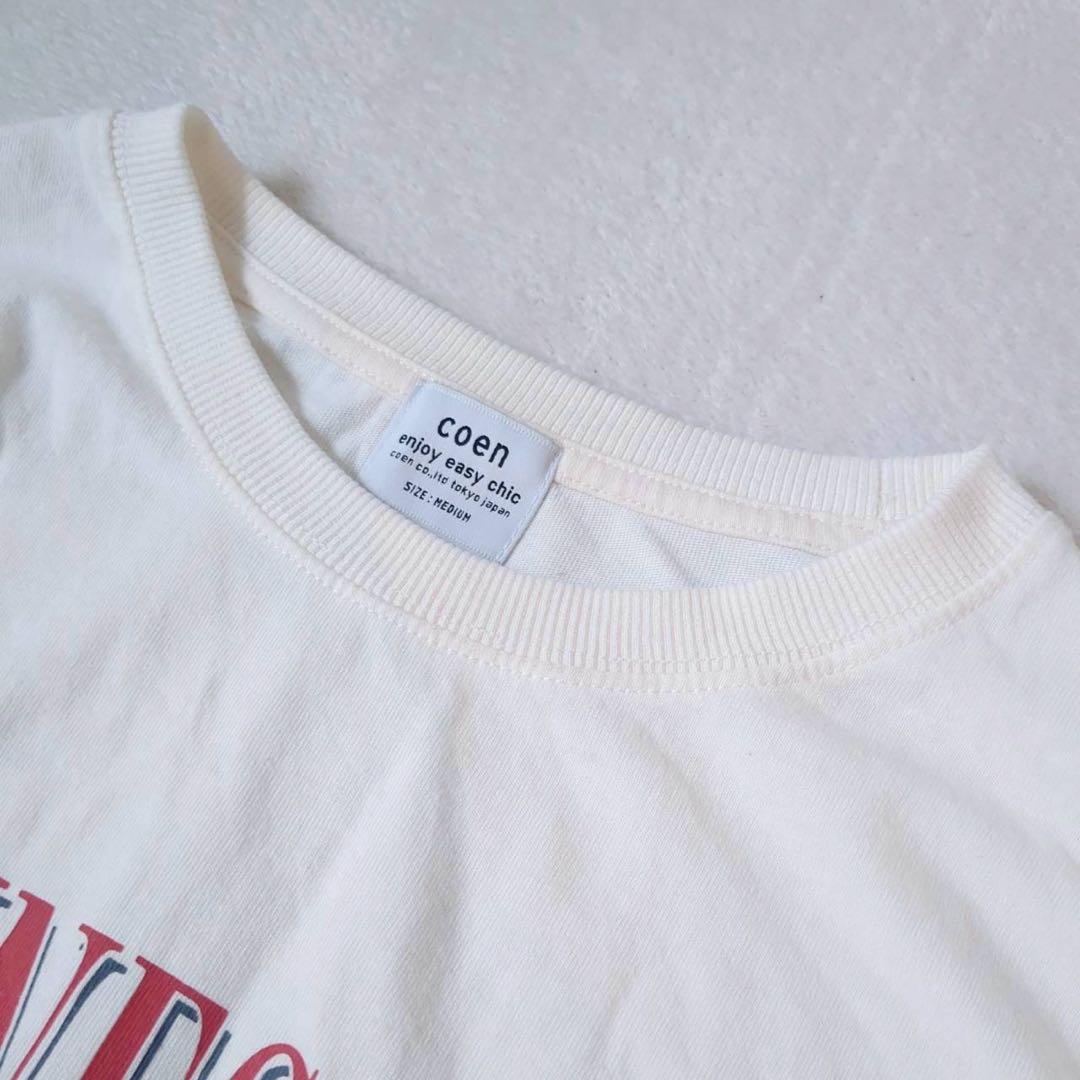 coen
enjoy easy chic
coen co.,ltd tokyo japan
SIZE : MEDIUM